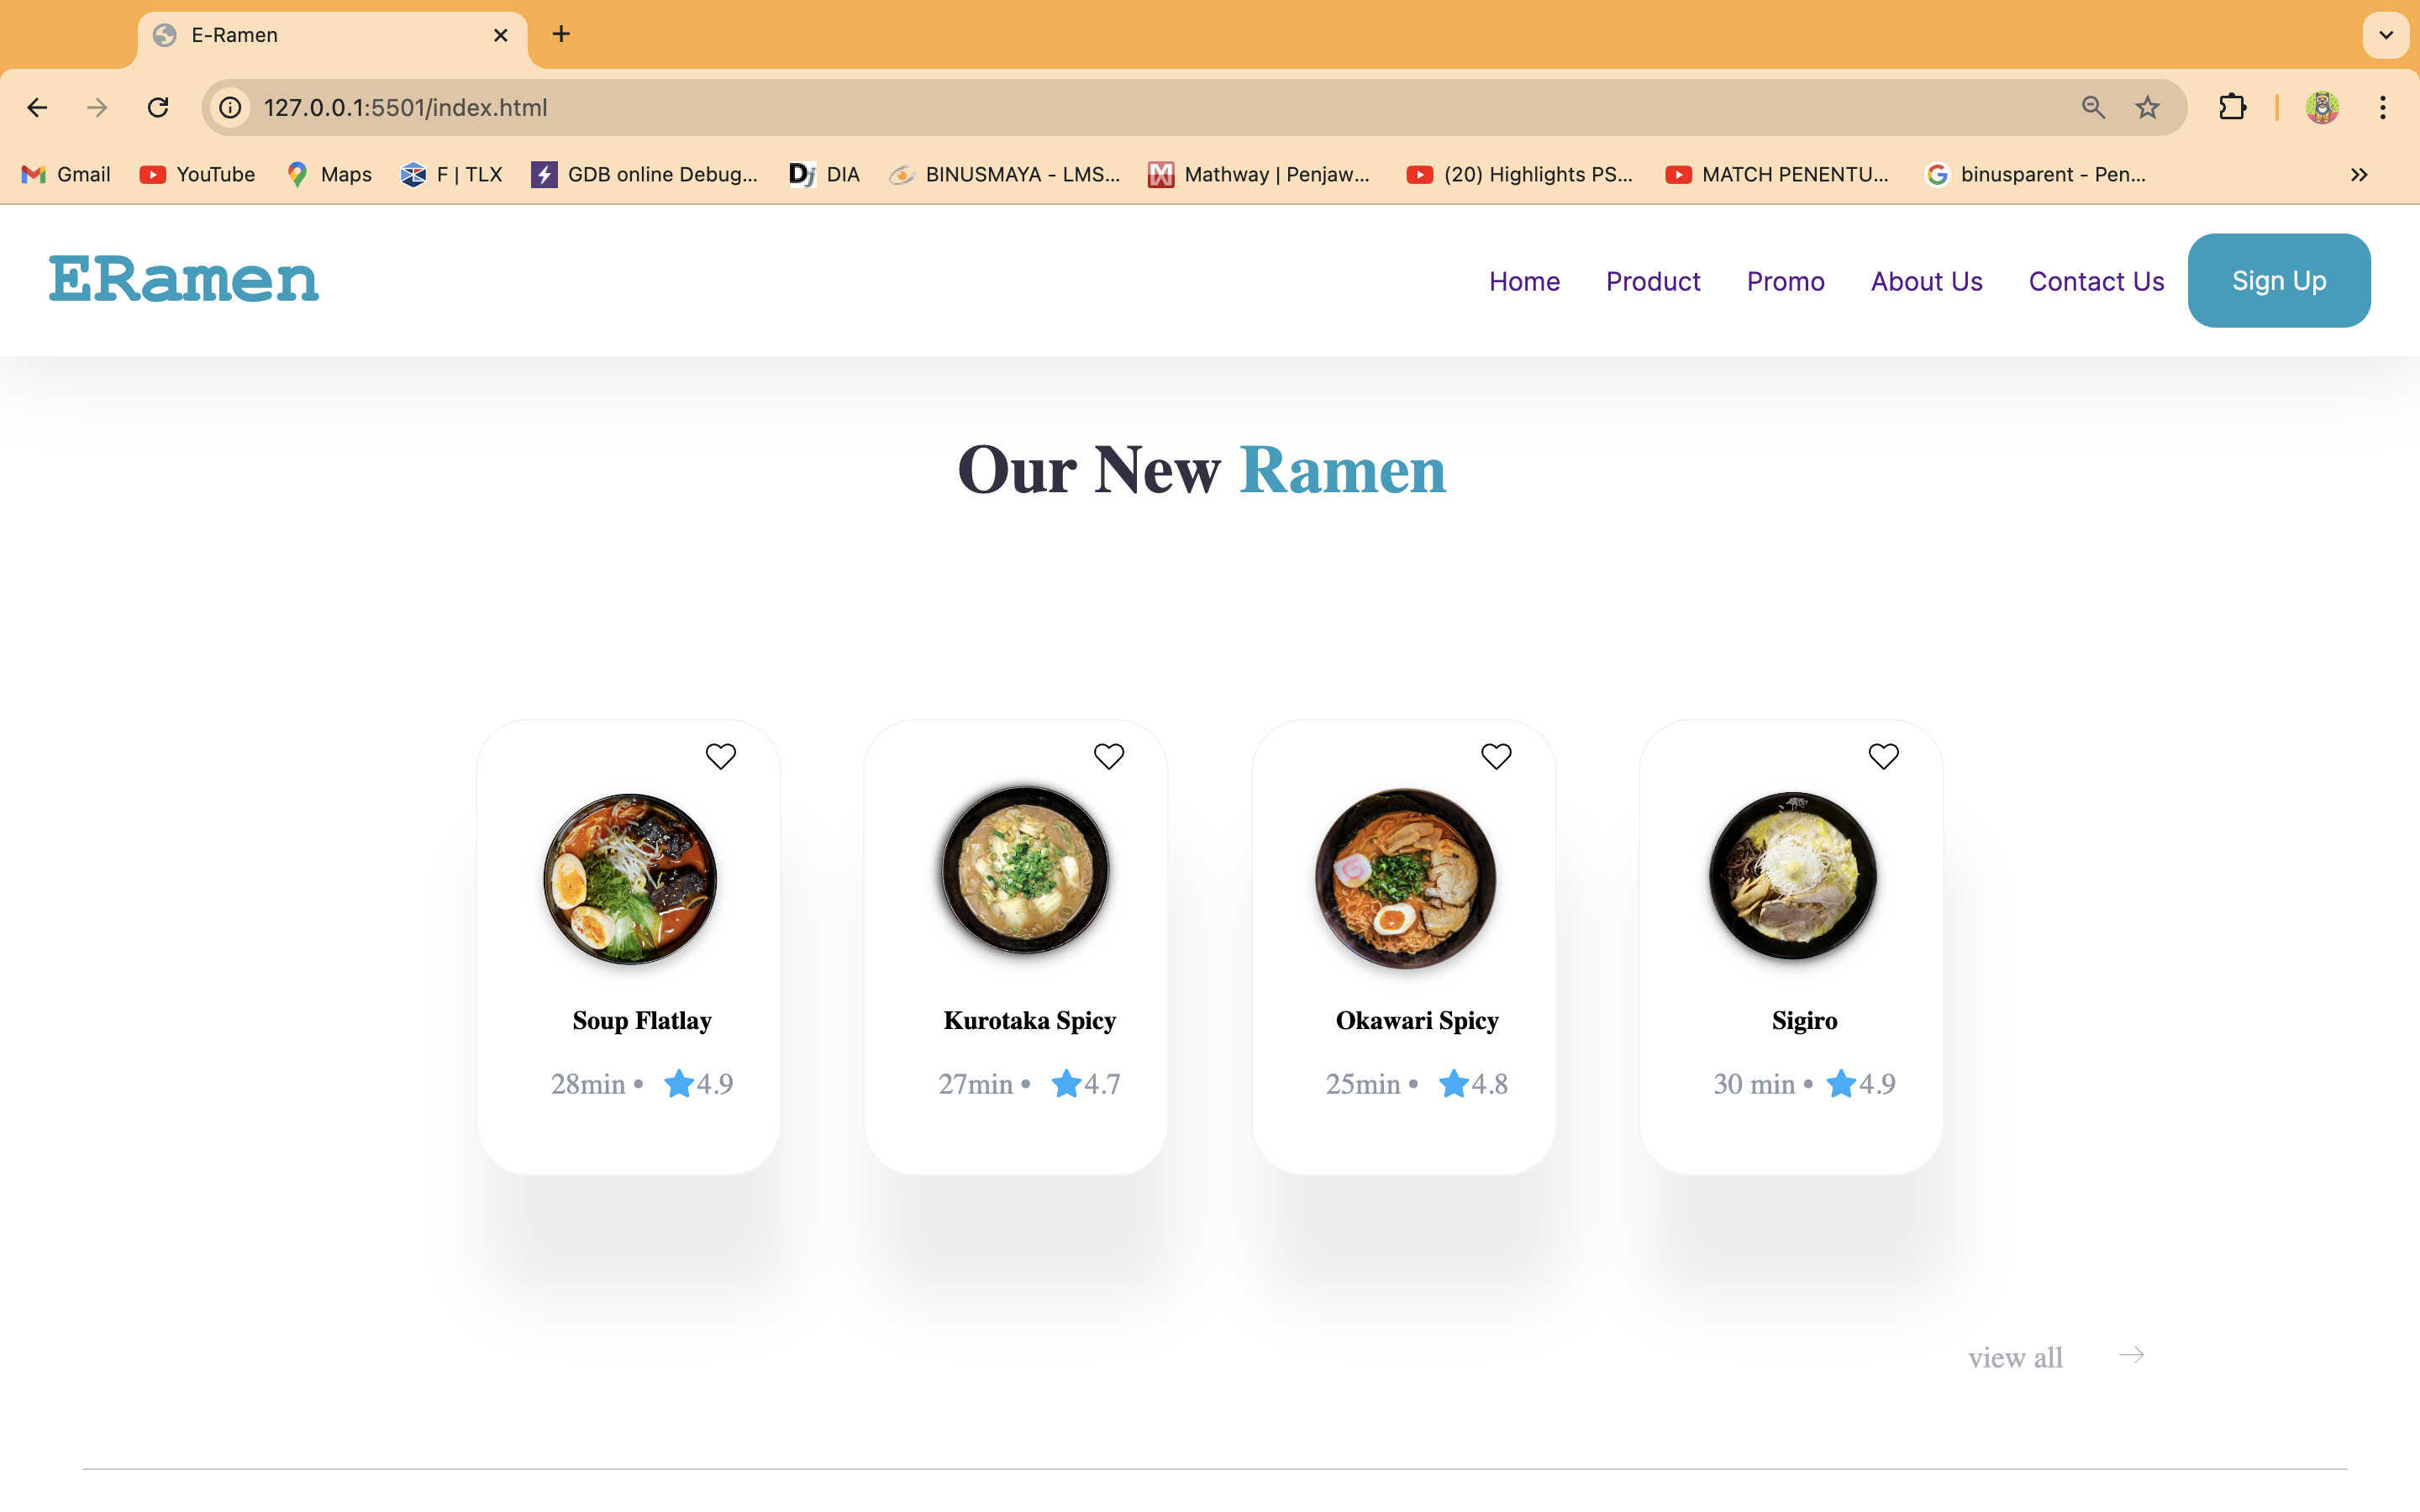 E-Ramen
127.0.0.1:5501/index.html
Gmail YouTube Maps F | TLX GDB online Debug... DIA BINUSMAYA - LMS... Mathway | Penjaw... (20) Highlights PS... MATCH PENENTU... binusparent - Pen...
ERamen Home Product Promo About Us Contact Us Sign Up
Our New Ramen
Soup Flatlay Kurotaka Spicy Okawari Spicy Sigiro
28min • 4.9 27min • 4.7 25min • 4.8 30 min • 4.9
view all